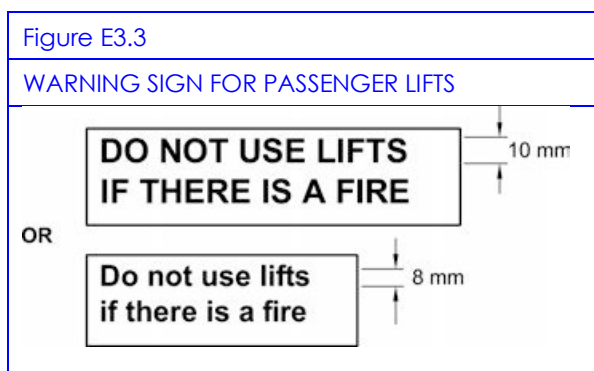 Figure E3.3
WARNING SIGN FOR PASSENGER LIFTS
DO NOT USE LIFTS
IF THERE IS A FIRE
10 mm
OR
Do not use lifts
if there is a fire
8 mm